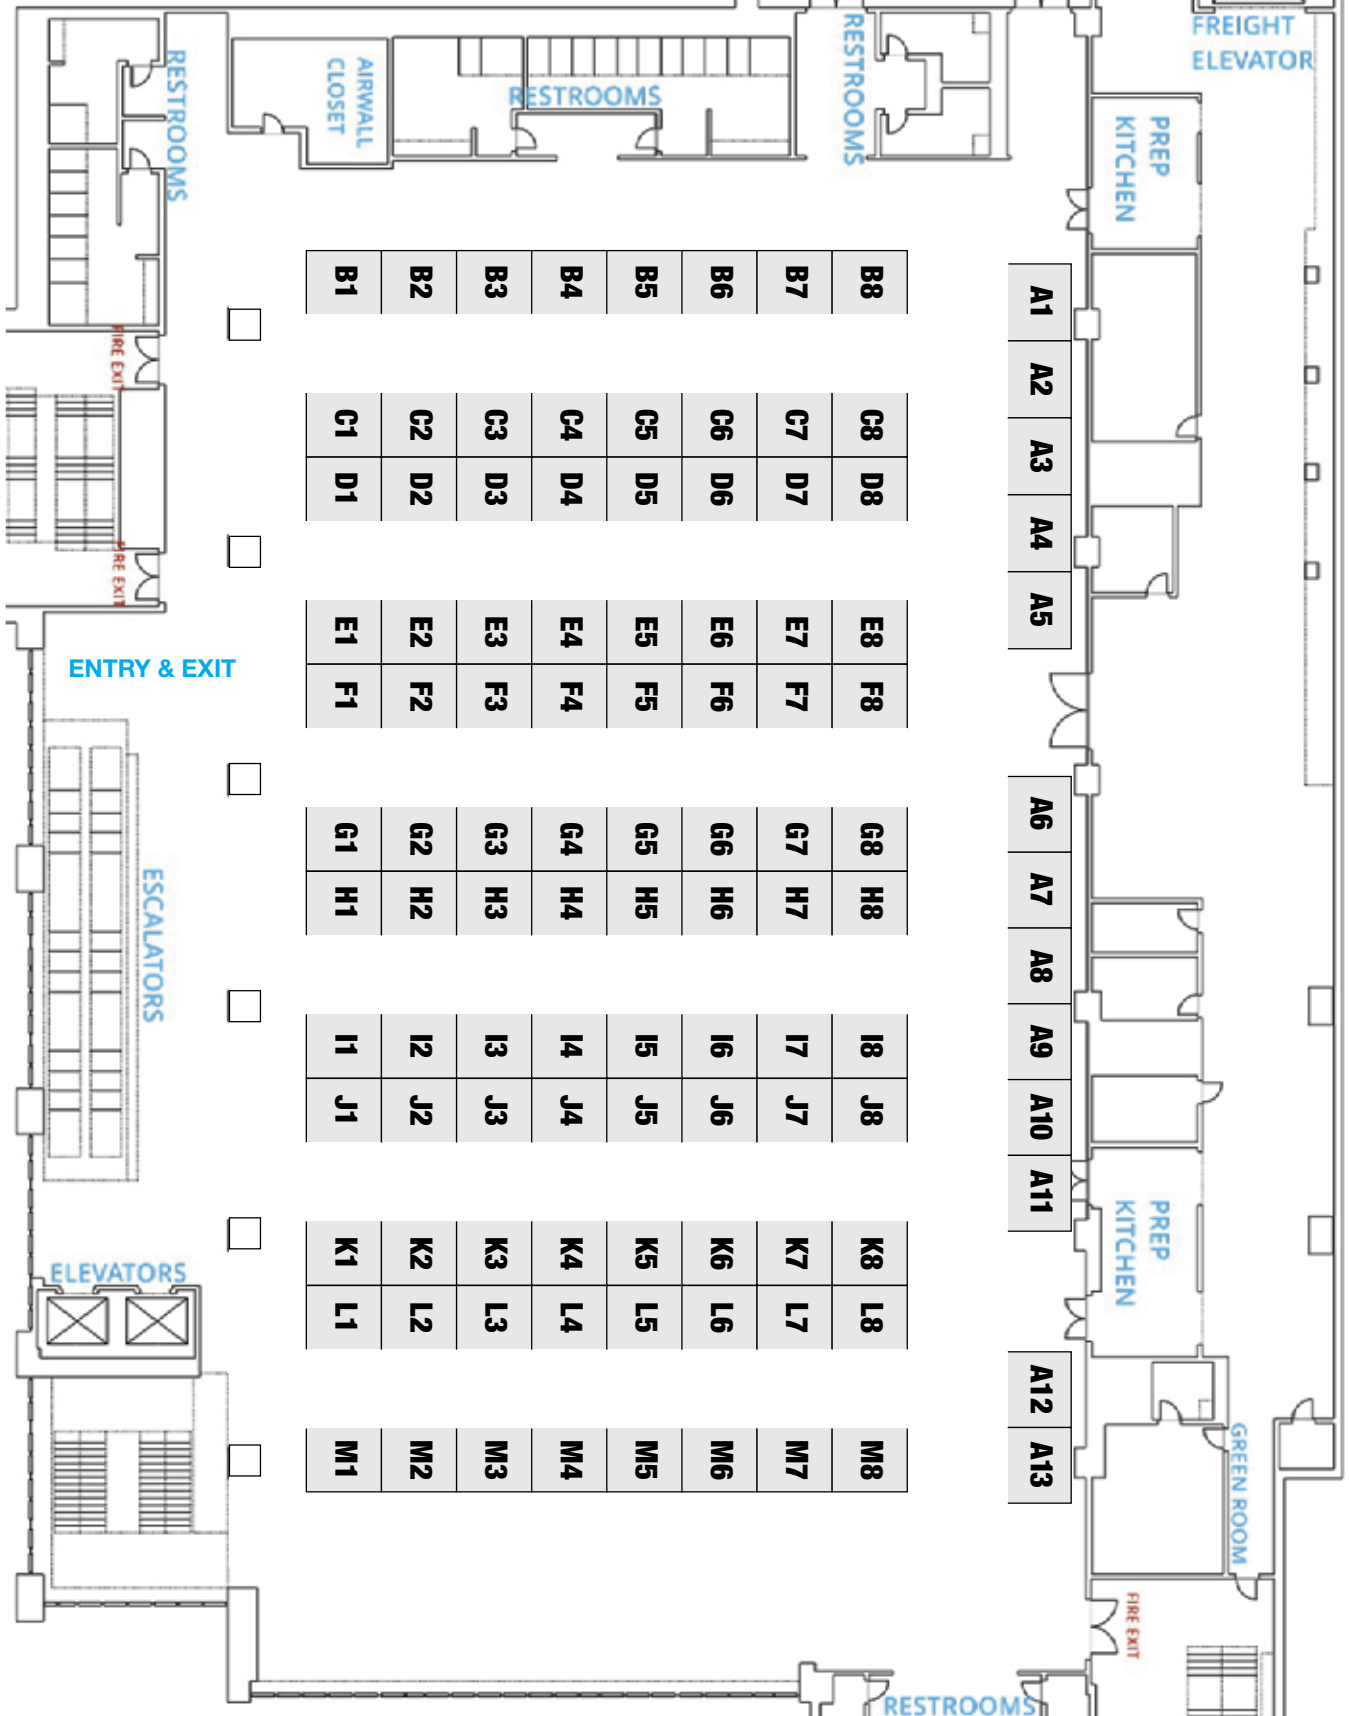 FREIGHT
ELEVATOR
RESTROOMS
AIRWALL
CLOSET
RESTROOMS
RESTROOMS
PREP
KITCHEN
B1 B2 B3 B4 B5 B6 B7 B8
A1
FIRE EXIT
A2
C1 C2 C3 C4 C5 C6 C7 C8
A3
D1 D2 D3 D4 D5 D6 D7 D8
A4
FIRE EXIT
A5
E1 E2 E3 E4 E5 E6 E7 E8
ENTRY & EXIT
F1 F2 F3 F4 F5 F6 F7 F8
A6
G1 G2 G3 G4 G5 G6 G7 G8
A7
H1 H2 H3 H4 H5 H6 H7 H8
ESCALATORS
A8
I1 I2 I3 I4 I5 I6 I7 I8
A9
J1 J2 J3 J4 J5 J6 J7 J8
A10
A11
K1 K2 K3 K4 K5 K6 K7 K8
PREP
KITCHEN
ELEVATORS
L1 L2 L3 L4 L5 L6 L7 L8
A12
M1 M2 M3 M4 M5 M6 M7 M8
A13
GREEN ROOM
FIRE EXIT
RESTROOMS